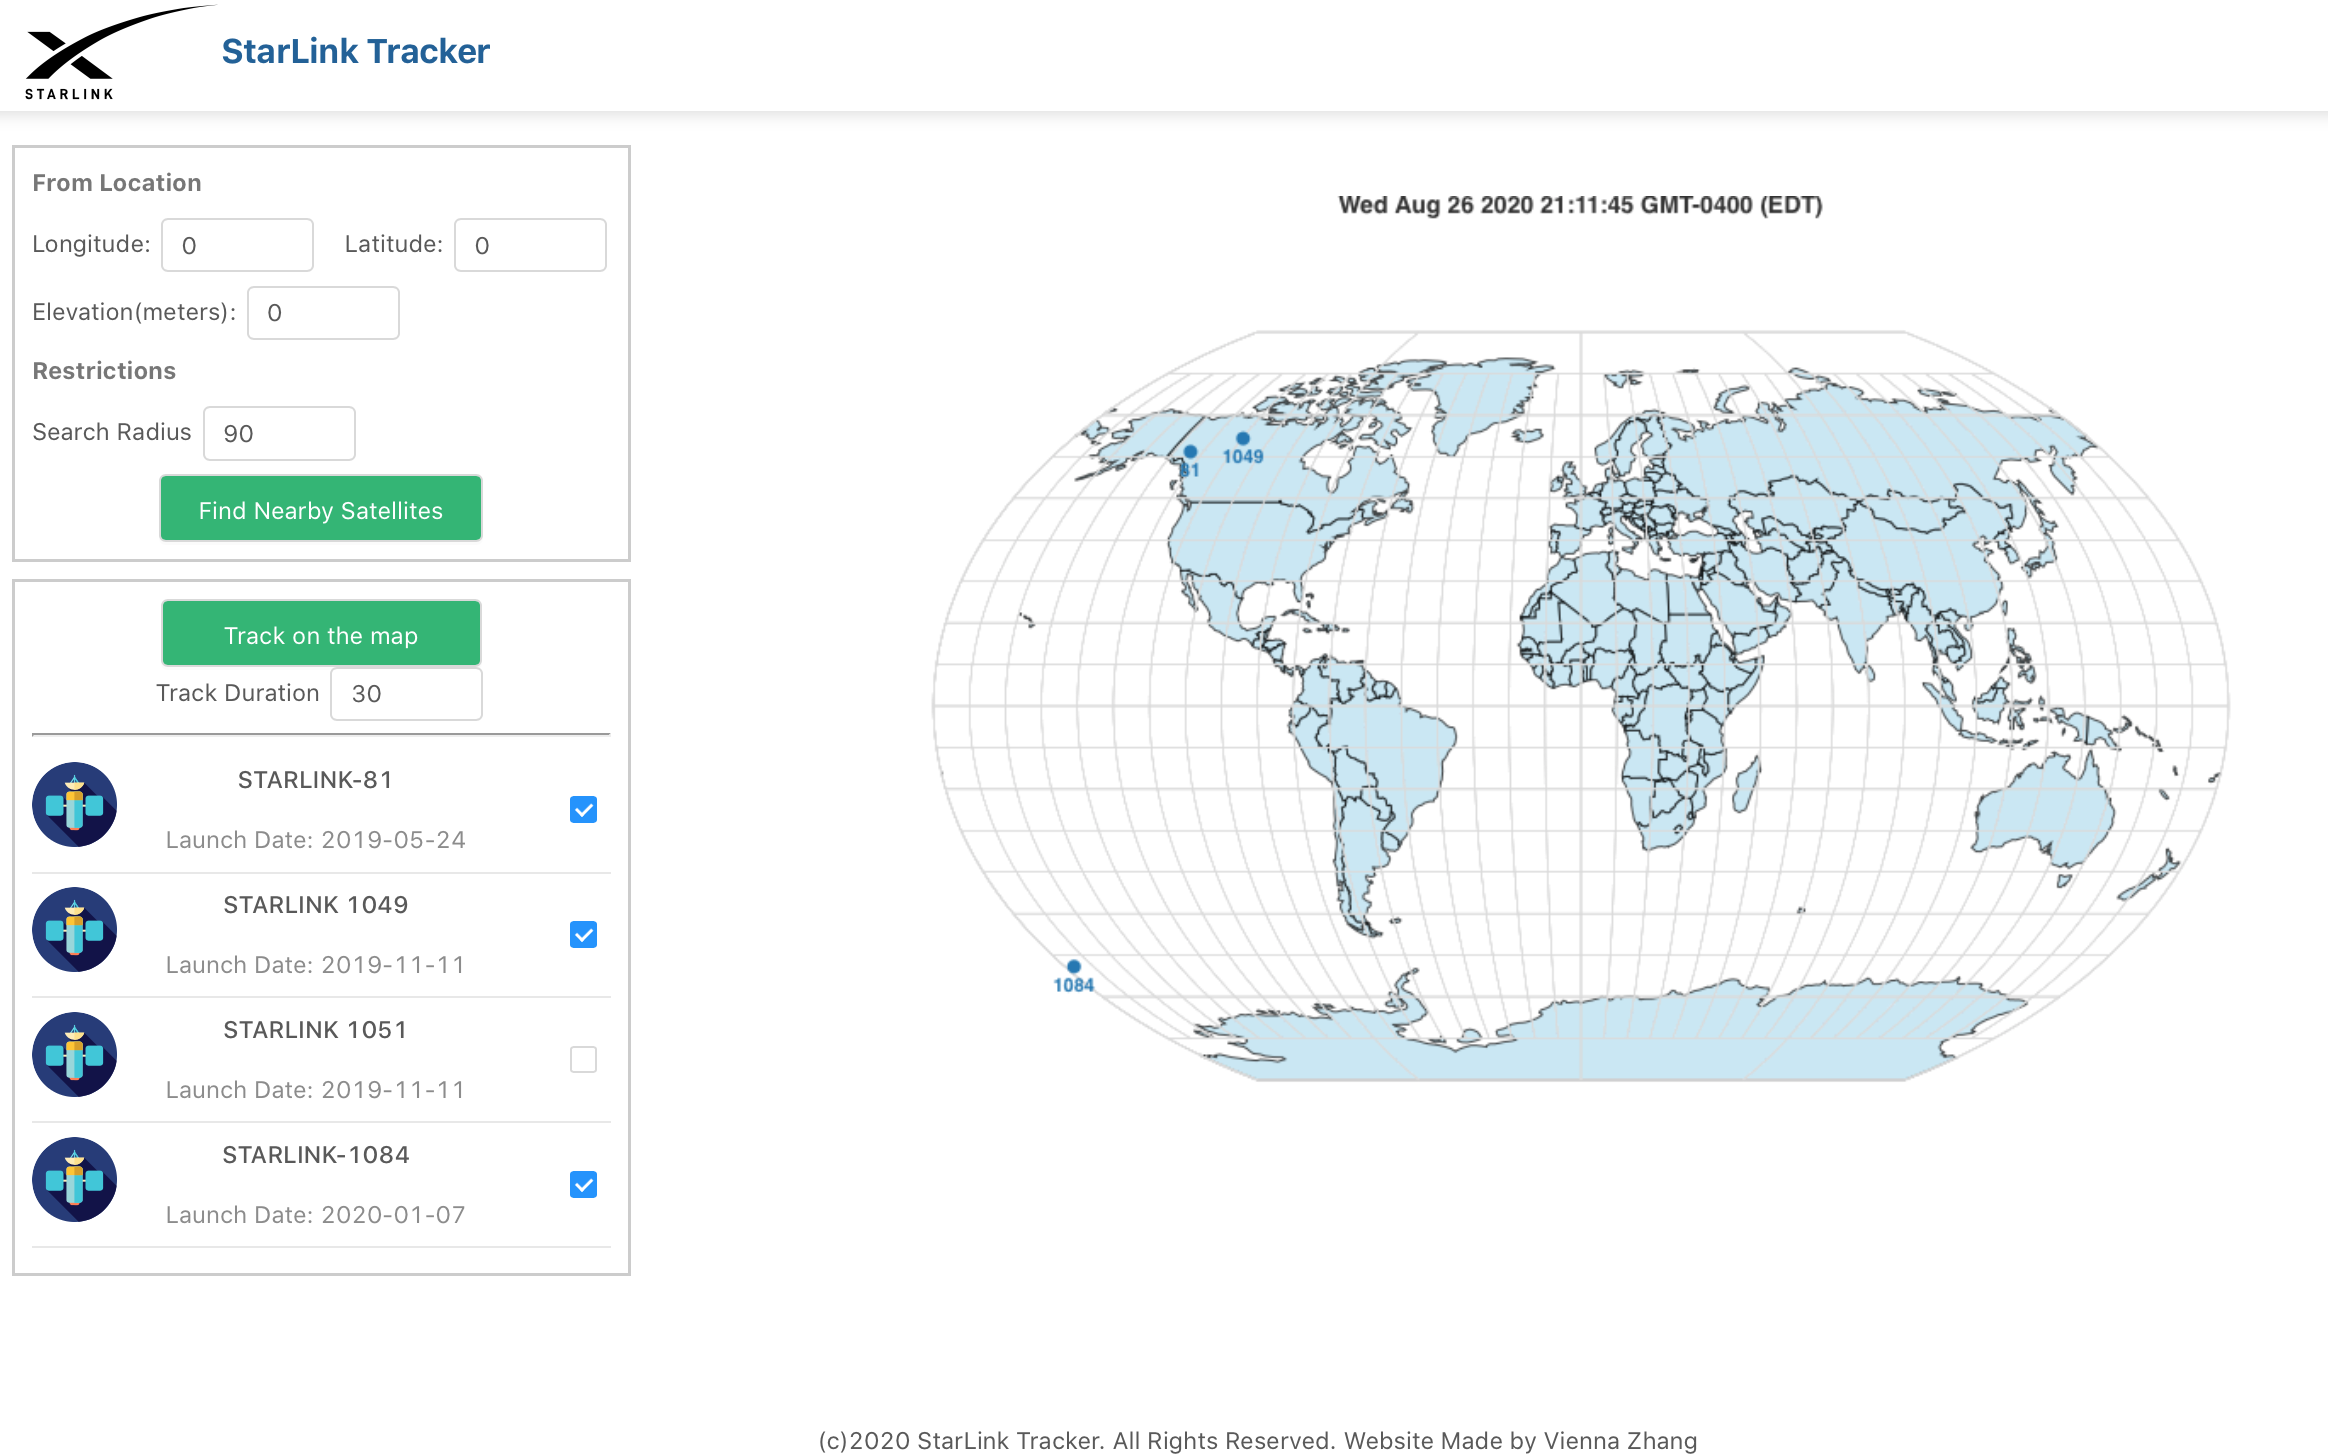 STARLINK
StarLink Tracker
From Location
Longitude: 0 Latitude: 0
Elevation(meters): 0
Restrictions
Search Radius 90
Find Nearby Satellites
Track on the map
Track Duration 30
STARLINK-81
Launch Date: 2019-05-24
STARLINK 1049
Launch Date: 2019-11-11
STARLINK 1051
Launch Date: 2019-11-11
STARLINK-1084
Launch Date: 2020-01-07
Wed Aug 26 2020 21:11:45 GMT-0400 (EDT)
81
1049
1084
(c)2020 StarLink Tracker. All Rights Reserved. Website Made by Vienna Zhang